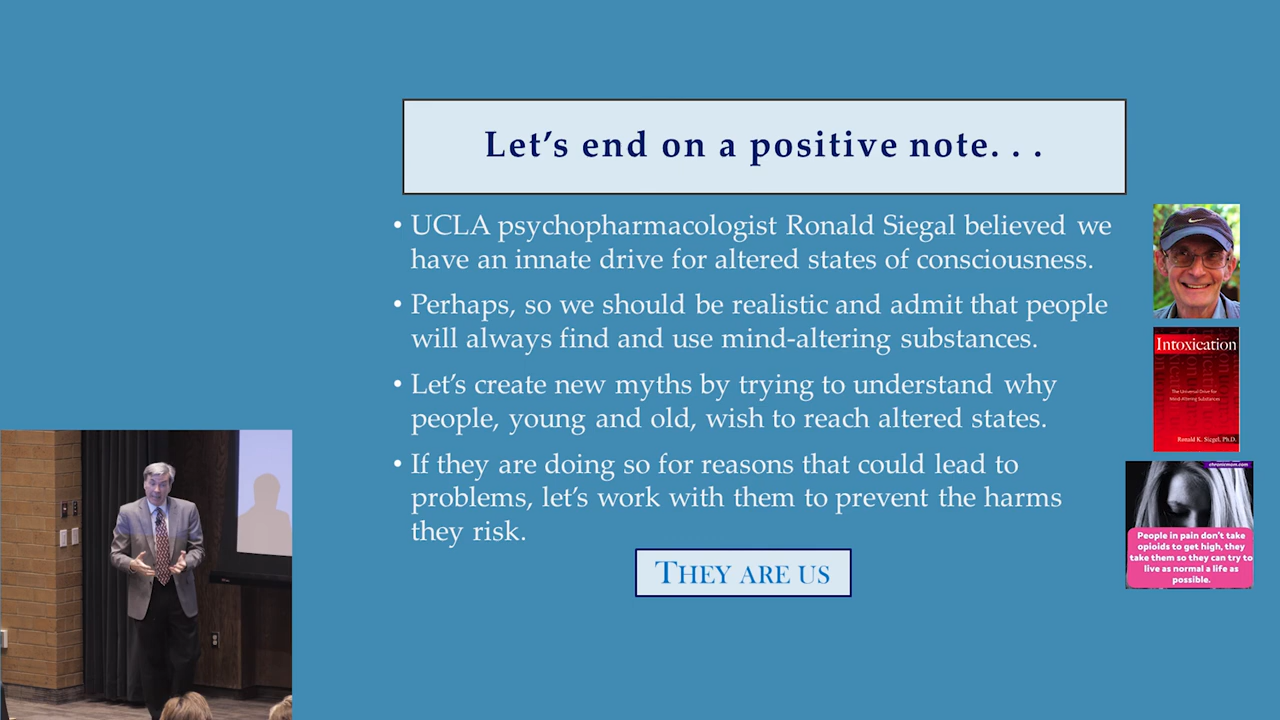 Let's end on a positive note. . .
• UCLA psychopharmacologist Ronald Siegal believed we
have an innate drive for altered states of consciousness.
• Perhaps, so we should be realistic and admit that people
will always find and use mind-altering substances.
• Let's create new myths by trying to understand why
people, young and old, wish to reach altered states.
• If they are doing so for reasons that could lead to
problems, let's work with them to prevent the harms
they risk.
THEY ARE US
Intoxication
The Universal Drive for
Mind-Altering Substances
Ronald K. Siegel, Ph.D.
chronicmom.com
People in pain don't take
opioids to get high, they
take them so they can try to
live as normal a life as
possible.